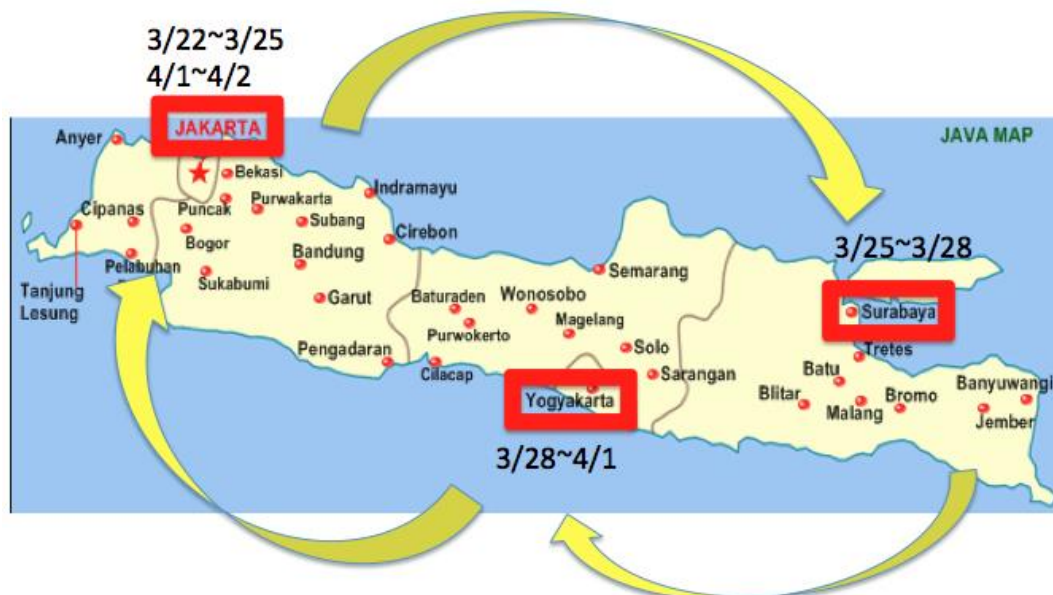 3/22~3/25
4/1~4/2
JAKARTA
JAVA MAP
Anyer
Bekasi
Indramayu
Cipanas
Puncak
Purwakarta
Subang
Cirebon
Bogor
Bandung
Pelabuhan
Sukabumi
Semarang
3/25~3/28
Tanjung
Lesung
Garut
Baturaden
Wonosobo
Surabaya
Purwokerto
Magelang
Solo
Tretes
Pengadaran
Cilacap
Sarangan
Batu
Banyuwangi
Yogyakarta
Blitar
Malang
Bromo
Jember
3/28~4/1